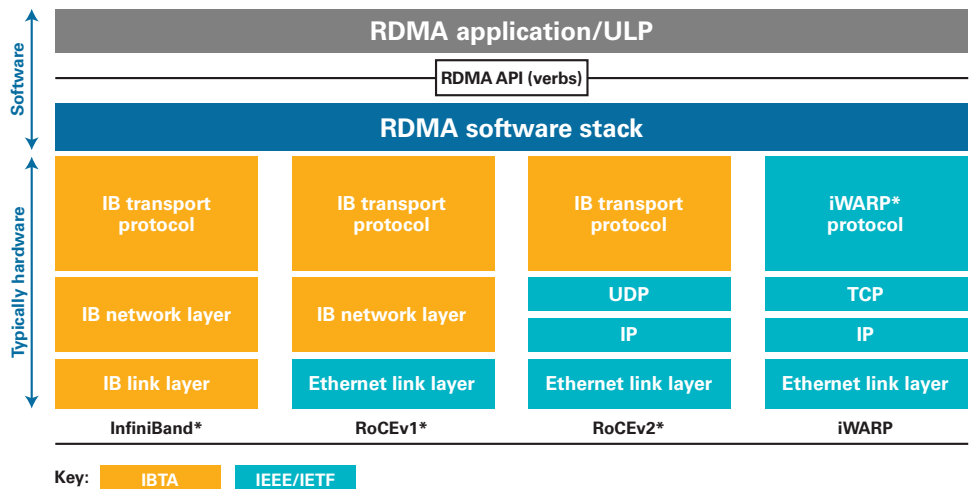 Software
RDMA application/ULP
RDMA API (verbs)
RDMA software stack
Typically hardware
IB transport
protocol
IB transport
protocol
IB transport
protocol
iWARP*
protocol
IB network layer
IB network layer
UDP
IP
TCP
IP
IB link layer
Ethernet link layer
Ethernet link layer
Ethernet link layer
InfiniBand*
RoCEv1*
RoCEv2*
iWARP
Key:
IBTA
IEEE/IETF